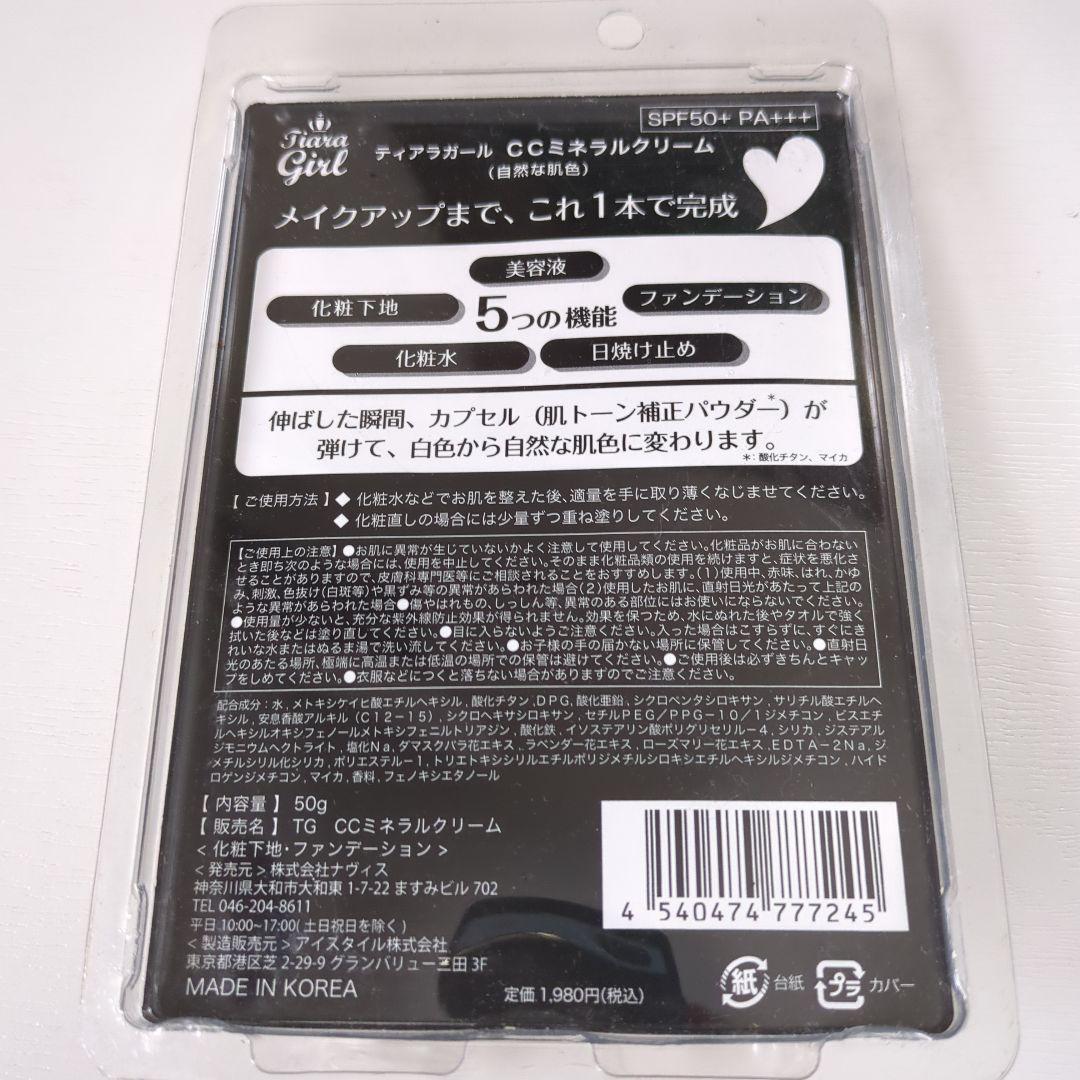 SPF50+ PA+++
Tiara
Girl
ティアラガール CCミネラルクリーム
(自然な肌色)
メイクアップまで、これ1本で完成
美容液
化粧下地
5つの機能
ファンデーション
化粧水
日焼け止め
伸ばした瞬間、カプセル（肌トーン補正パウダー*）が
弾けて、白色から自然な肌色に変わります。
*：酸化チタン、マイカ
【ご使用方法】◆ 化粧水などでお肌を整えた後、適量を手に取り薄くなじませてください。
◆ 化粧直しの場合には少量ずつ重ね塗りしてください。
【ご使用上の注意】●お肌に異常が生じていないかよく注意して使用してください。化粧品がお肌に合わない
とき即ち次のような場合には、使用を中止してください。そのまま化粧品類の使用を続けますと、症状を悪化さ
せることがありますので、皮膚科専門医等にご相談されることをおすすめします。(1)使用中、赤味、はれ、かゆ
み、刺激、色抜け(白斑等)や黒ずみ等の異常があらわれた場合(2)使用したお肌に、直射日光があたって上記の
ような異常があらわれた場合●傷やはれもの、しっしん等、異常のある部位にはお使いにならないでください。
●使用量が少ないと、充分な紫外線防止効果が得られません。効果を保つため、水にぬれた後やタオルで強く
拭いた後などは塗り直してください。●目に入らないようご注意ください。入った場合はこすらずに、すぐにき
れいな水またはぬるま湯で洗い流してください。●お子様の手の届かない場所に保管してください。●直射日
光のあたる場所、極端に高温または低温の場所での保管は避けてください。●ご使用後は必ずきちんとキャッ
プをしめてください。●衣服などにつくと落ちない場合がありますのでご注意ください。
配合成分：水, メトキシケイヒ酸エチルヘキシル, 酸化チタン, DPG, 酸化亜鉛, シクロペンタシロキサン, サリチル酸エチルヘ
キシル, 安息香酸アルキル(C12-15), シクロヘキサシロキサン, セチルPEG/PPG-10/1ジメチコン, ビスエチ
ルヘキシルオキシフェノールメトキシフェニルトリアジン, 酸化鉄, イソステアリン酸ポリグリセリル-4, シリカ, ジステアル
ジモニウムヘクトライト, 塩化Na, ダマスクバラ花エキス, ラベンダー花エキス, ローズマリー花エキス, EDTA-2Na, ジ
メチルシリル化シリカ, ポリエステル-1, トリエトキシシリルエチルポリジメチルシロキシエチルヘキシルジメチコン, ハイド
ロゲンジメチコン, マイカ, 香料, フェノキシエタノール
【 内容量 】 50g
【 販売名 】 TG CCミネラルクリーム
< 化粧下地・ファンデーション >
< 発売元 > 株式会社ナヴィス
神奈川県大和市大和東 1-7-22 ますみビル 702
TEL 046-204-8611
平日 10:00~17:00( 土日祝日を除く )
< 製造販売元 > アイスタイル株式会社
東京都港区芝 2-29-9 グランバリュー三田 3F
MADE IN KOREA
定価 1,980円(税込)
4 540474 777245
紙 台紙
プラ カバー